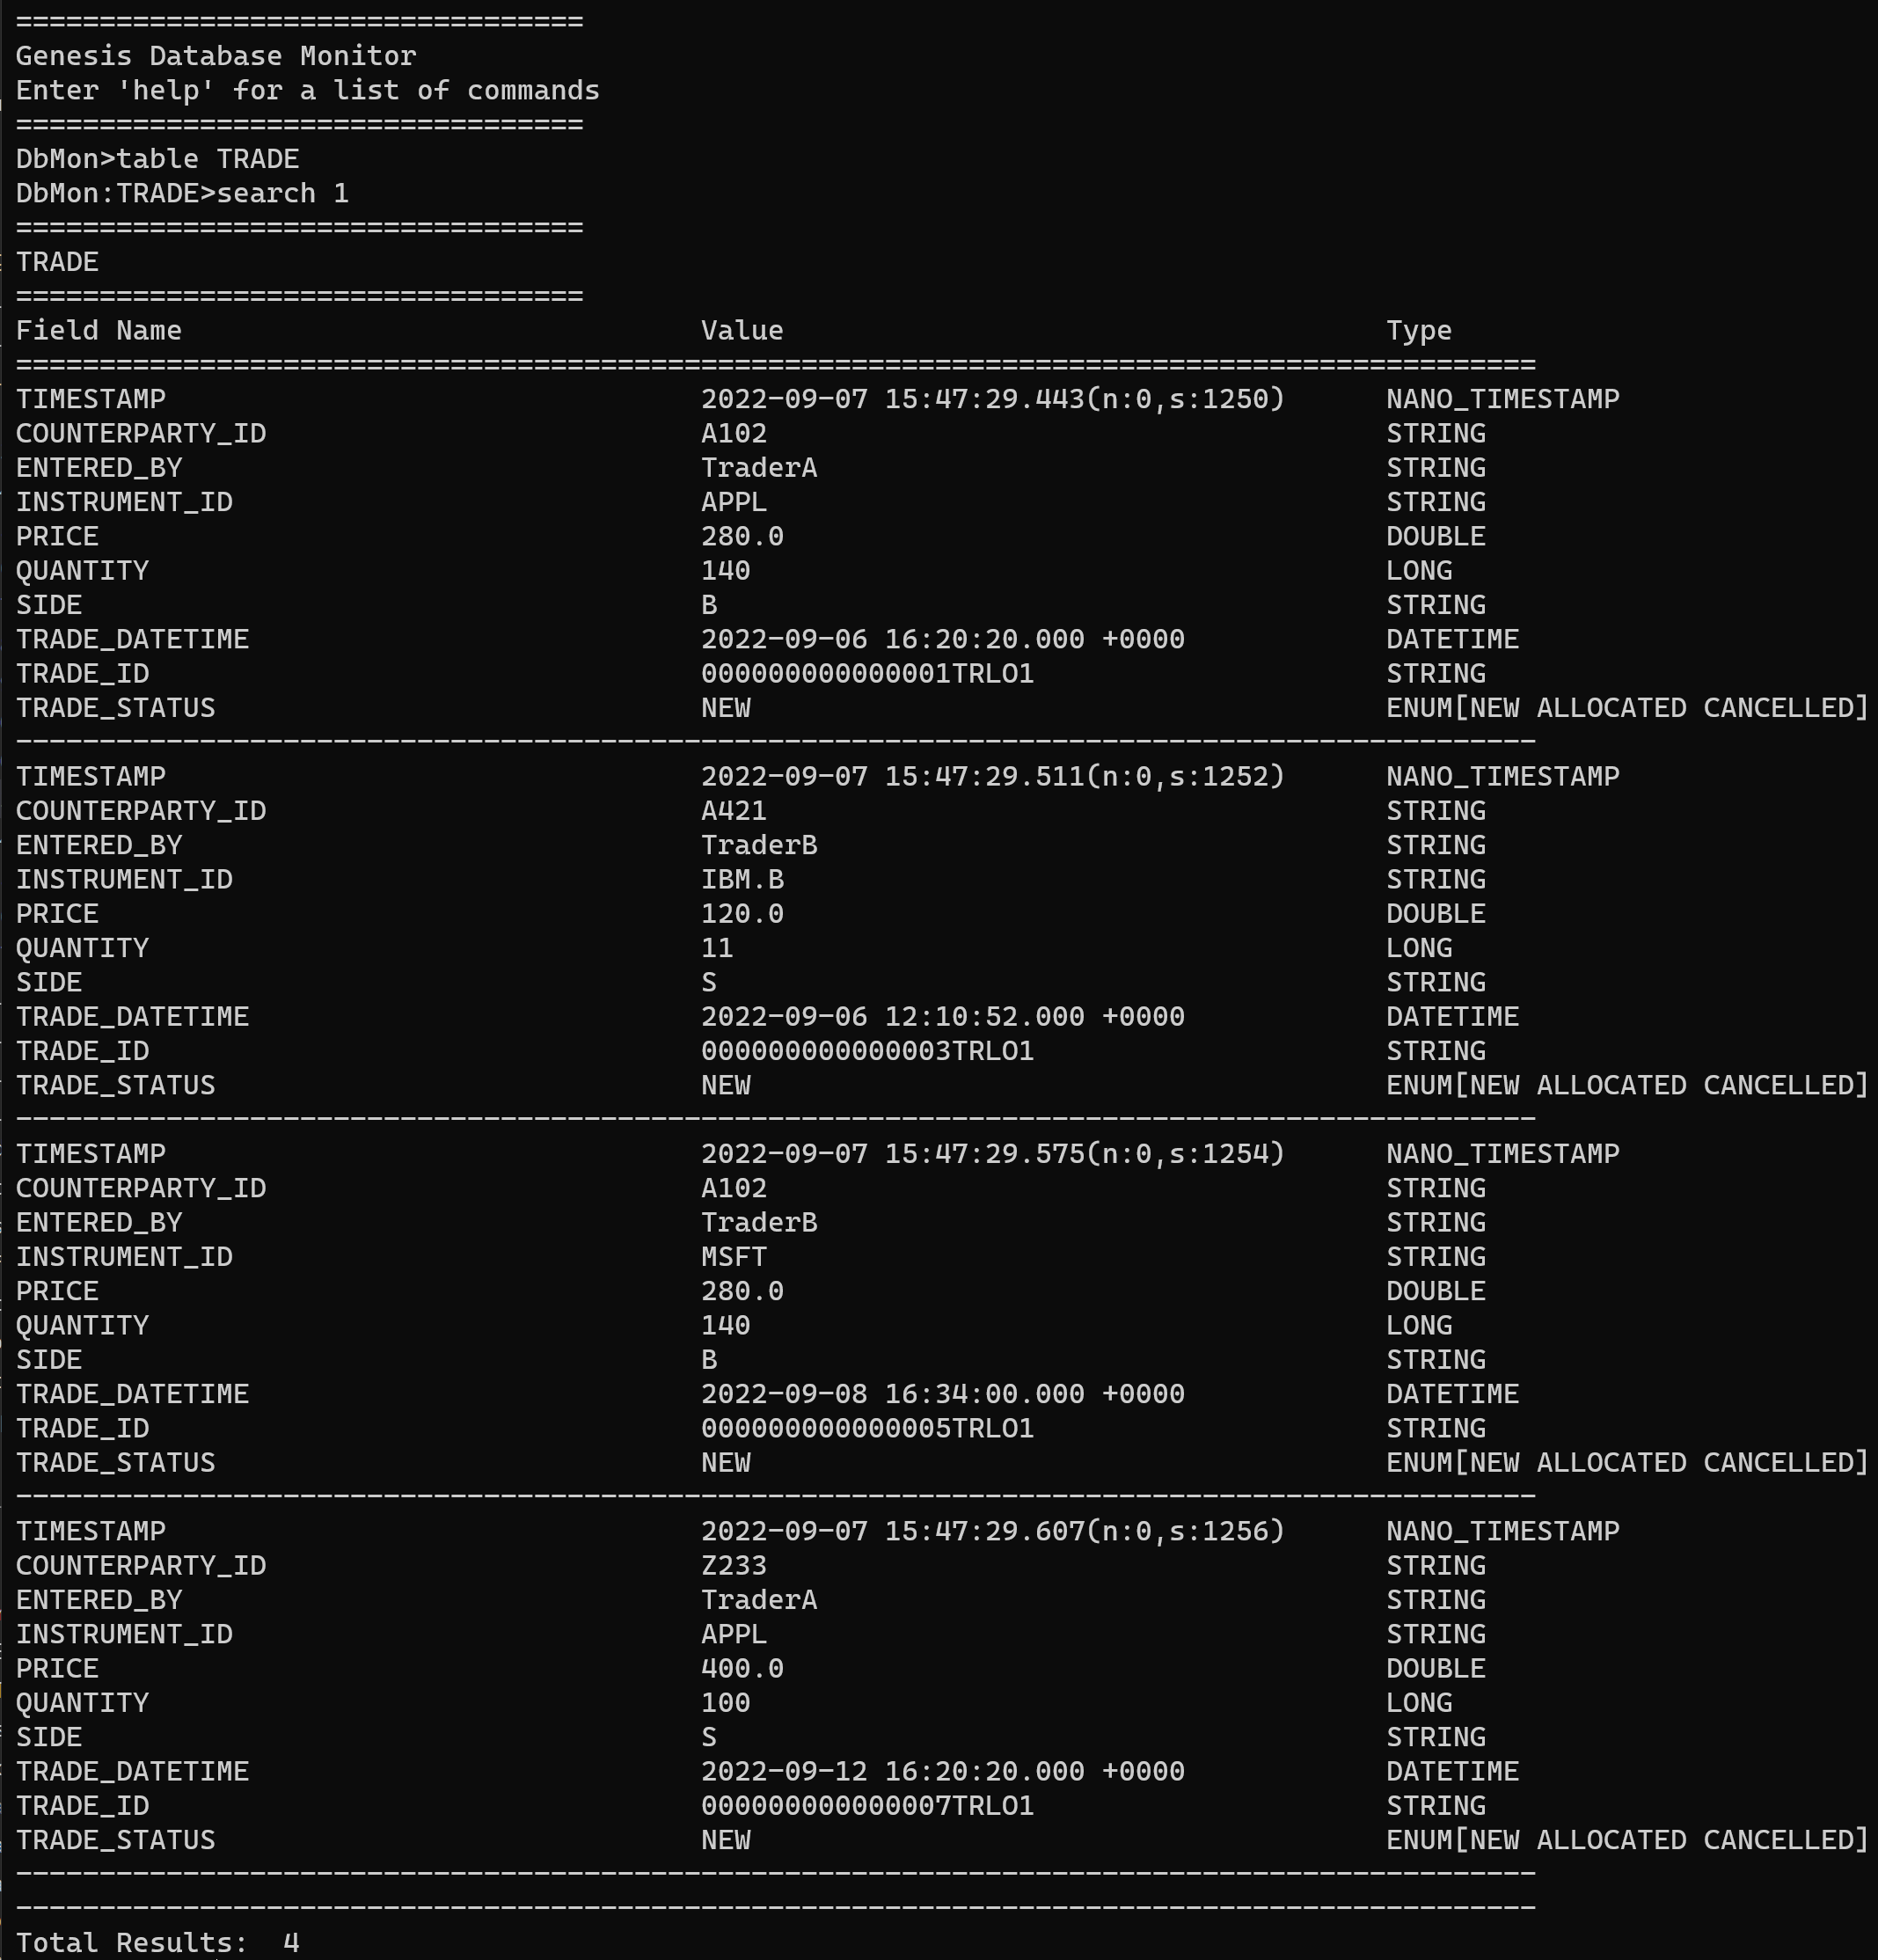 ==================================
Genesis Database Monitor
Enter 'help' for a list of commands
==================================
DbMon>table TRADE
DbMon:TRADE>search 1
==================================
TRADE
==================================
Field Name Value Type
===========================================================================================
TIMESTAMP 2022-09-07 15:47:29.443(n:0,s:1250) NANO_TIMESTAMP
COUNTERPARTY_ID A102 STRING
ENTERED_BY TraderA STRING
INSTRUMENT_ID APPL STRING
PRICE 280.0 DOUBLE
QUANTITY 140 LONG
SIDE B STRING
TRADE_DATETIME 2022-09-06 16:20:20.000 +0000 DATETIME
TRADE_ID 000000000000001TRLO1 STRING
TRADE_STATUS NEW ENUM[NEW ALLOCATED CANCELLED]
-------------------------------------------------------------------------------------------
TIMESTAMP 2022-09-07 15:47:29.511(n:0,s:1252) NANO_TIMESTAMP
COUNTERPARTY_ID A421 STRING
ENTERED_BY TraderB STRING
INSTRUMENT_ID IBM.B STRING
PRICE 120.0 DOUBLE
QUANTITY 11 LONG
SIDE S STRING
TRADE_DATETIME 2022-09-06 12:10:52.000 +0000 DATETIME
TRADE_ID 000000000000003TRLO1 STRING
TRADE_STATUS NEW ENUM[NEW ALLOCATED CANCELLED]
-------------------------------------------------------------------------------------------
TIMESTAMP 2022-09-07 15:47:29.575(n:0,s:1254) NANO_TIMESTAMP
COUNTERPARTY_ID A102 STRING
ENTERED_BY TraderB STRING
INSTRUMENT_ID MSFT STRING
PRICE 280.0 DOUBLE
QUANTITY 140 LONG
SIDE B STRING
TRADE_DATETIME 2022-09-08 16:34:00.000 +0000 DATETIME
TRADE_ID 000000000000005TRLO1 STRING
TRADE_STATUS NEW ENUM[NEW ALLOCATED CANCELLED]
-------------------------------------------------------------------------------------------
TIMESTAMP 2022-09-07 15:47:29.607(n:0,s:1256) NANO_TIMESTAMP
COUNTERPARTY_ID Z233 STRING
ENTERED_BY TraderA STRING
INSTRUMENT_ID APPL STRING
PRICE 400.0 DOUBLE
QUANTITY 100 LONG
SIDE S STRING
TRADE_DATETIME 2022-09-12 16:20:20.000 +0000 DATETIME
TRADE_ID 000000000000007TRLO1 STRING
TRADE_STATUS NEW ENUM[NEW ALLOCATED CANCELLED]
-------------------------------------------------------------------------------------------
-------------------------------------------------------------------------------------------
Total Results: 4